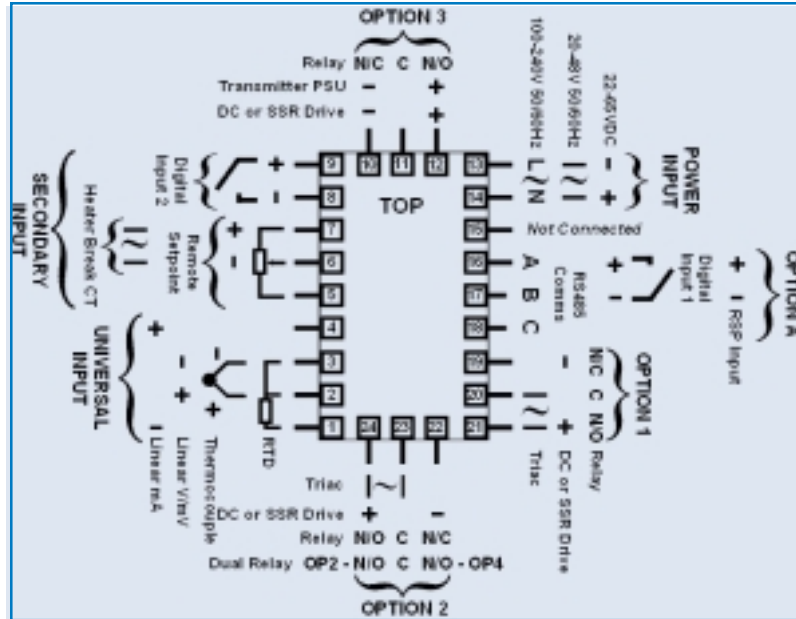 OPTION 3
Relay N/C C N/O
Transmitter PSU - +
DC or SSR Drive - +
10 11 12
TOP
9
8
7
6
5
4
3
2
1
13
14
15
16
17
18
19
20
21
24 23 22
SECONDARY INPUT
Digital Input 2
+
-
Heater Break CT
Remote Setpoint
+
-
UNIVERSAL INPUT
+
-
+
-
+
RTD
Thermocouple
Linear V/mV
- Linear mA
100-240V 50/60Hz
L ~ N
20-48V 50/60Hz
~
22-65VDC
- +
POWER INPUT
Not Connected
A B C
RS485 Comms
Digital Input 1
+
-
+
- RSP Input
OPTION A
OPTION 1
N/C C N/O Relay
- + DC or SSR Drive
~ Triac
Triac ~
DC or SSR Drive + -
Relay N/O C N/C
Dual Relay OP2 - N/O C N/O - OP4
OPTION 2